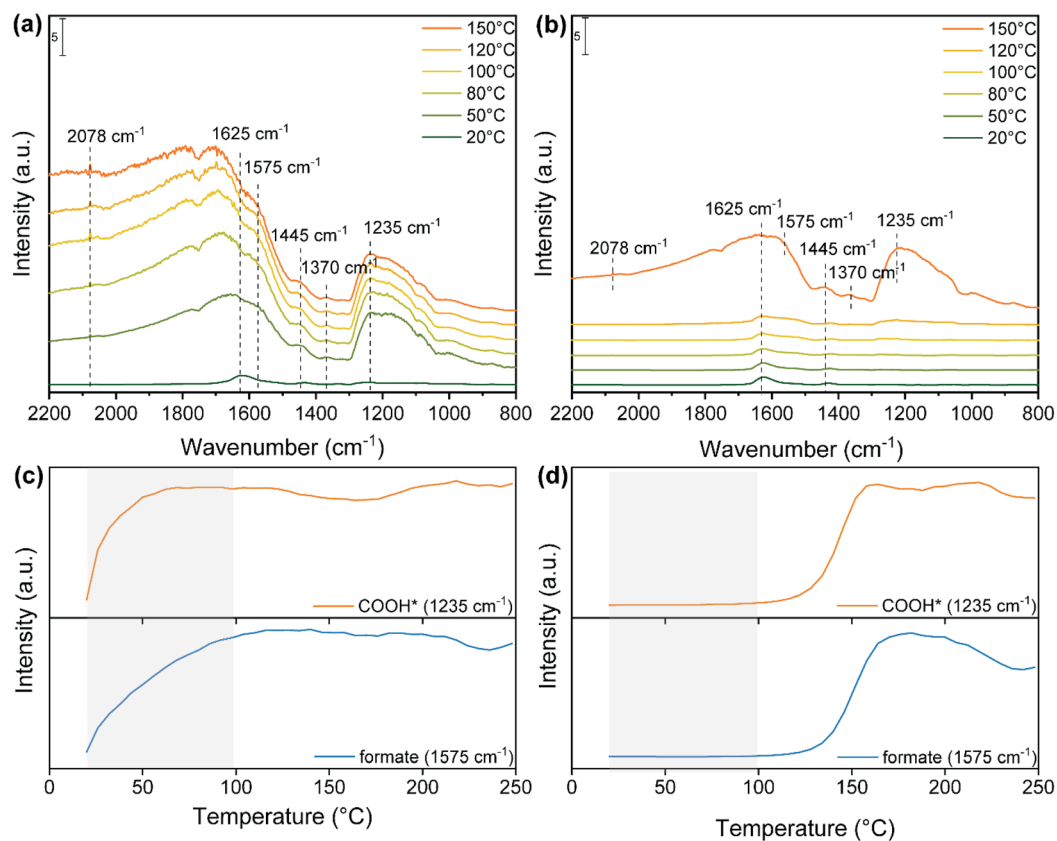 (a)
5
150°C
120°C
100°C
80°C
50°C
20°C
2078 cm⁻¹
1625 cm⁻¹
1575 cm⁻¹
1445 cm⁻¹
1370 cm⁻¹
1235 cm⁻¹
Intensity (a.u.)
2200 2000 1800 1600 1400 1200 1000 800
Wavenumber (cm⁻¹)
(b)
5
150°C
120°C
100°C
80°C
50°C
20°C
2078 cm⁻¹
1625 cm⁻¹
1575 cm⁻¹
1445 cm⁻¹
1370 cm⁻¹
1235 cm⁻¹
Intensity (a.u.)
2200 2000 1800 1600 1400 1200 1000 800
Wavenumber (cm⁻¹)
(c)
COOH* (1235 cm⁻¹)
formate (1575 cm⁻¹)
Intensity (a.u.)
0 50 100 150 200 250
Temperature (°C)
(d)
COOH* (1235 cm⁻¹)
formate (1575 cm⁻¹)
Intensity (a.u.)
0 50 100 150 200 250
Temperature (°C)